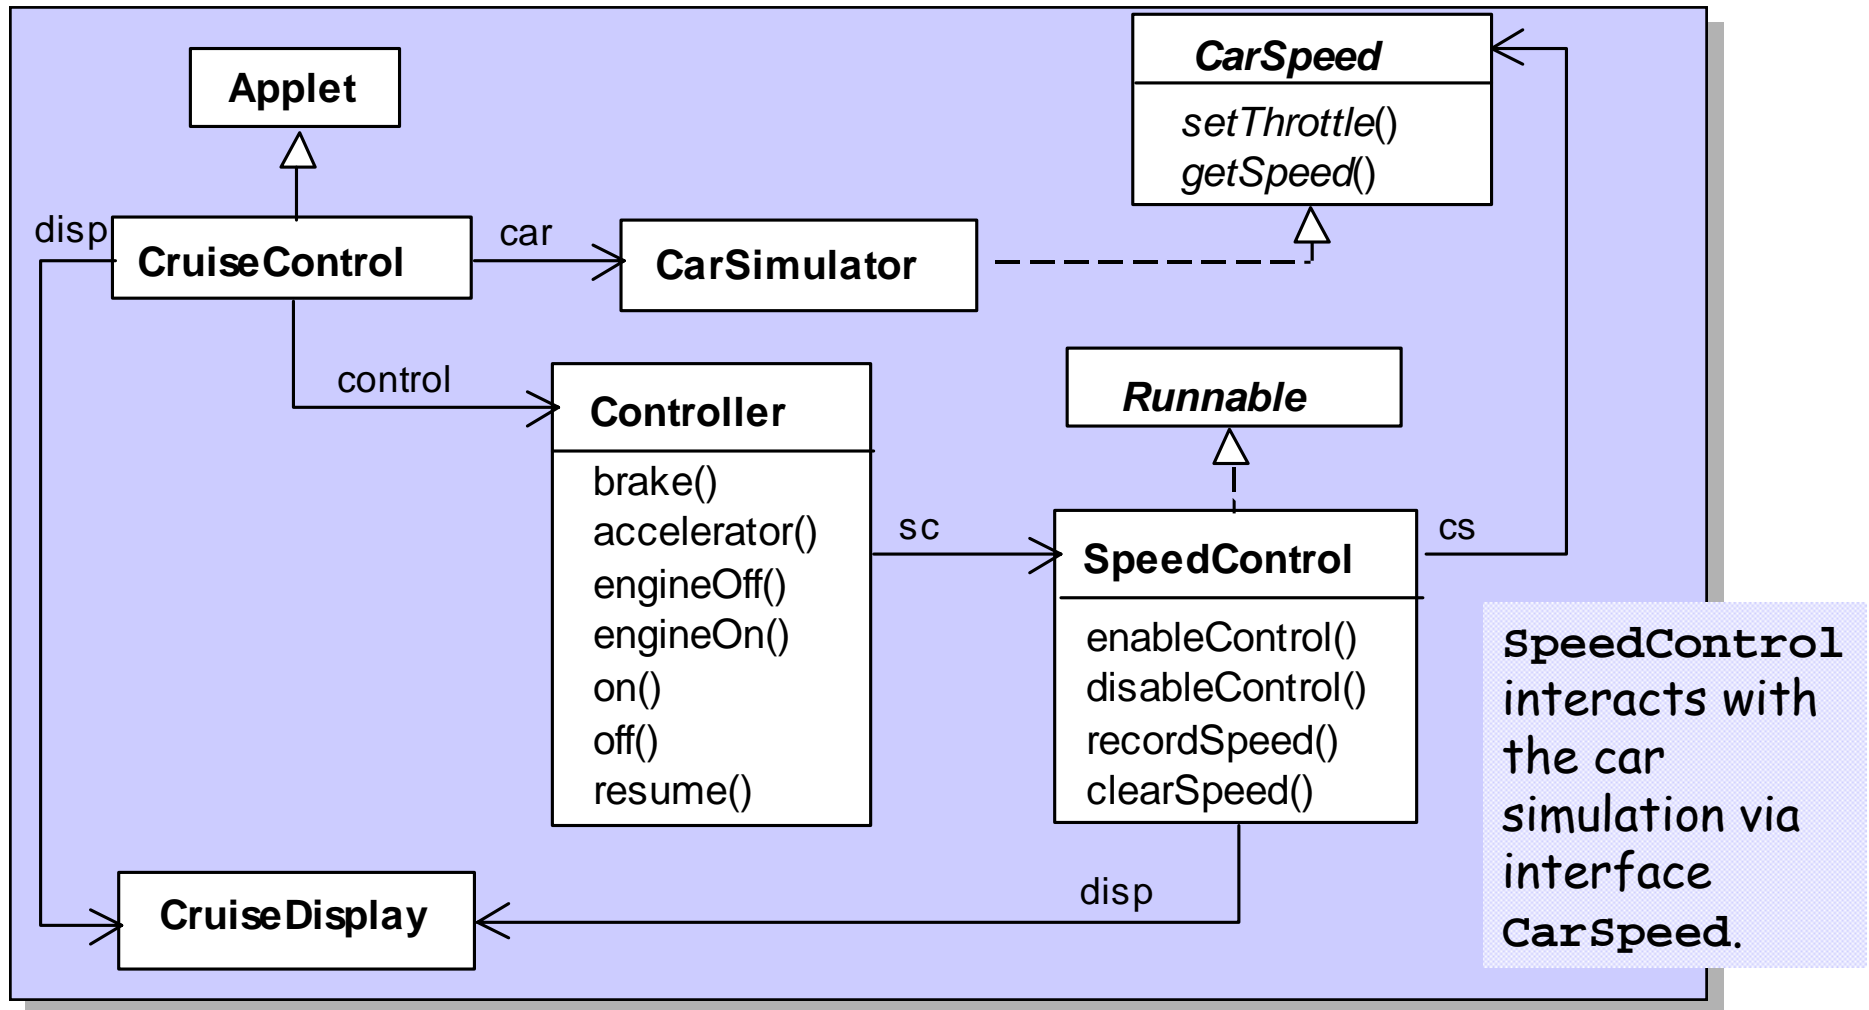 Applet
CarSpeed
setThrottle()
getSpeed()
disp
CruiseControl
car
CarSimulator
control
Controller
brake()
accelerator()
engineOff()
engineOn()
on()
off()
resume()
Runnable
sc
SpeedControl
cs
enableControl()
disableControl()
recordSpeed()
clearSpeed()
disp
CruiseDisplay
SpeedControl
interacts with
the car
simulation via
interface
CarSpeed.